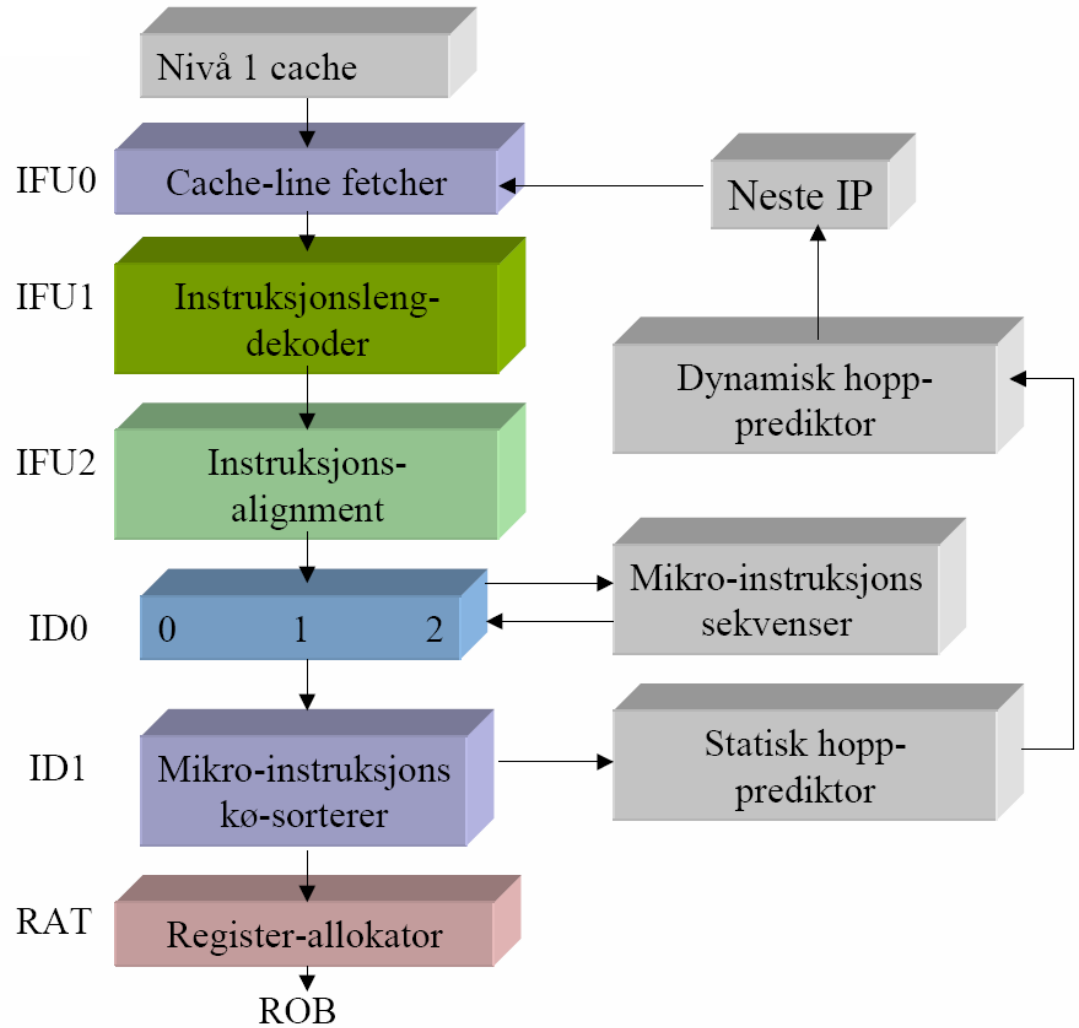 Nivå 1 cache
IFU0
Cache-line fetcher
Neste IP
IFU1
Instruksjonsleng-
dekoder
Dynamisk hopp-
prediktor
IFU2
Instruksjons-
alignment
Mikro-instruksjons
sekvenser
ID0
0 1 2
ID1
Mikro-instruksjons
kø-sorterer
Statisk hopp-
prediktor
RAT
Register-allokator
ROB